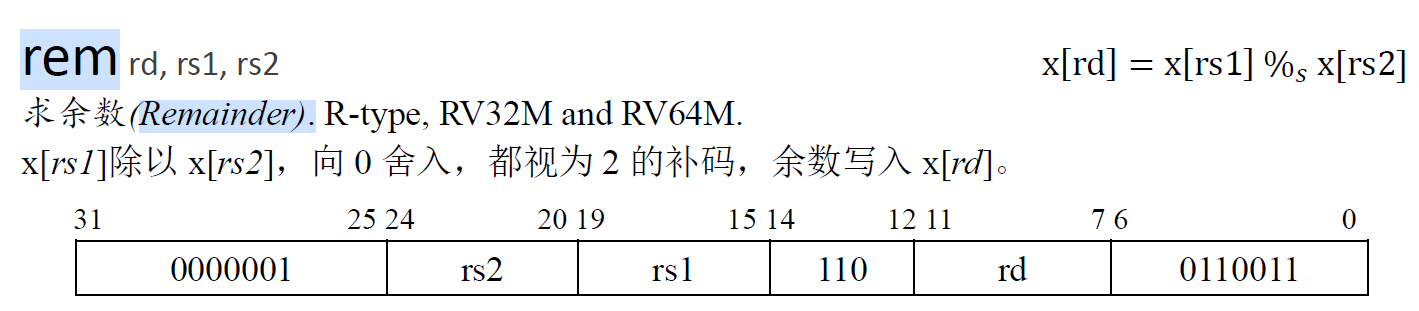 rem rd, rs1, rs2 x[rd] = x[rs1] %s x[rs2]
求余数(Remainder). R-type, RV32M and RV64M.
x[rs1]除以 x[rs2]，向 0 舍入，都视为 2 的补码，余数写入 x[rd]。
31 25 24 20 19 15 14 12 11 7 6 0
0000001 rs2 rs1 110 rd 0110011